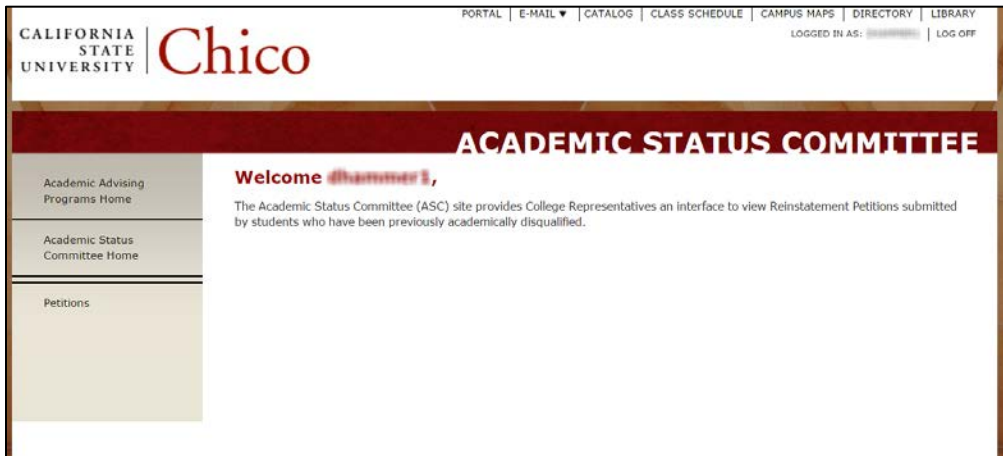 PORTAL | E-MAIL ▼ | CATALOG | CLASS SCHEDULE | CAMPUS MAPS | DIRECTORY | LIBRARY
LOGGED IN AS: | LOG OFF
CALIFORNIA
STATE
UNIVERSITY
Chico
ACADEMIC STATUS COMMITTEE
Academic Advising
Programs Home
Academic Status
Committee Home
Petitions
Welcome ,
The Academic Status Committee (ASC) site provides College Representatives an interface to view Reinstatement Petitions submitted
by students who have been previously academically disqualified.